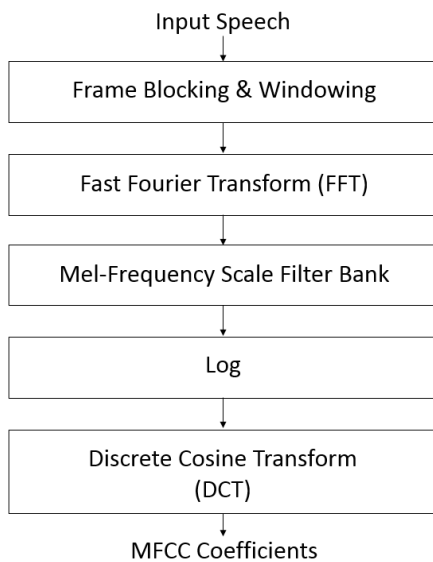 Input Speech
Frame Blocking & Windowing
Fast Fourier Transform (FFT)
Mel-Frequency Scale Filter Bank
Log
Discrete Cosine Transform
(DCT)
MFCC Coefficients